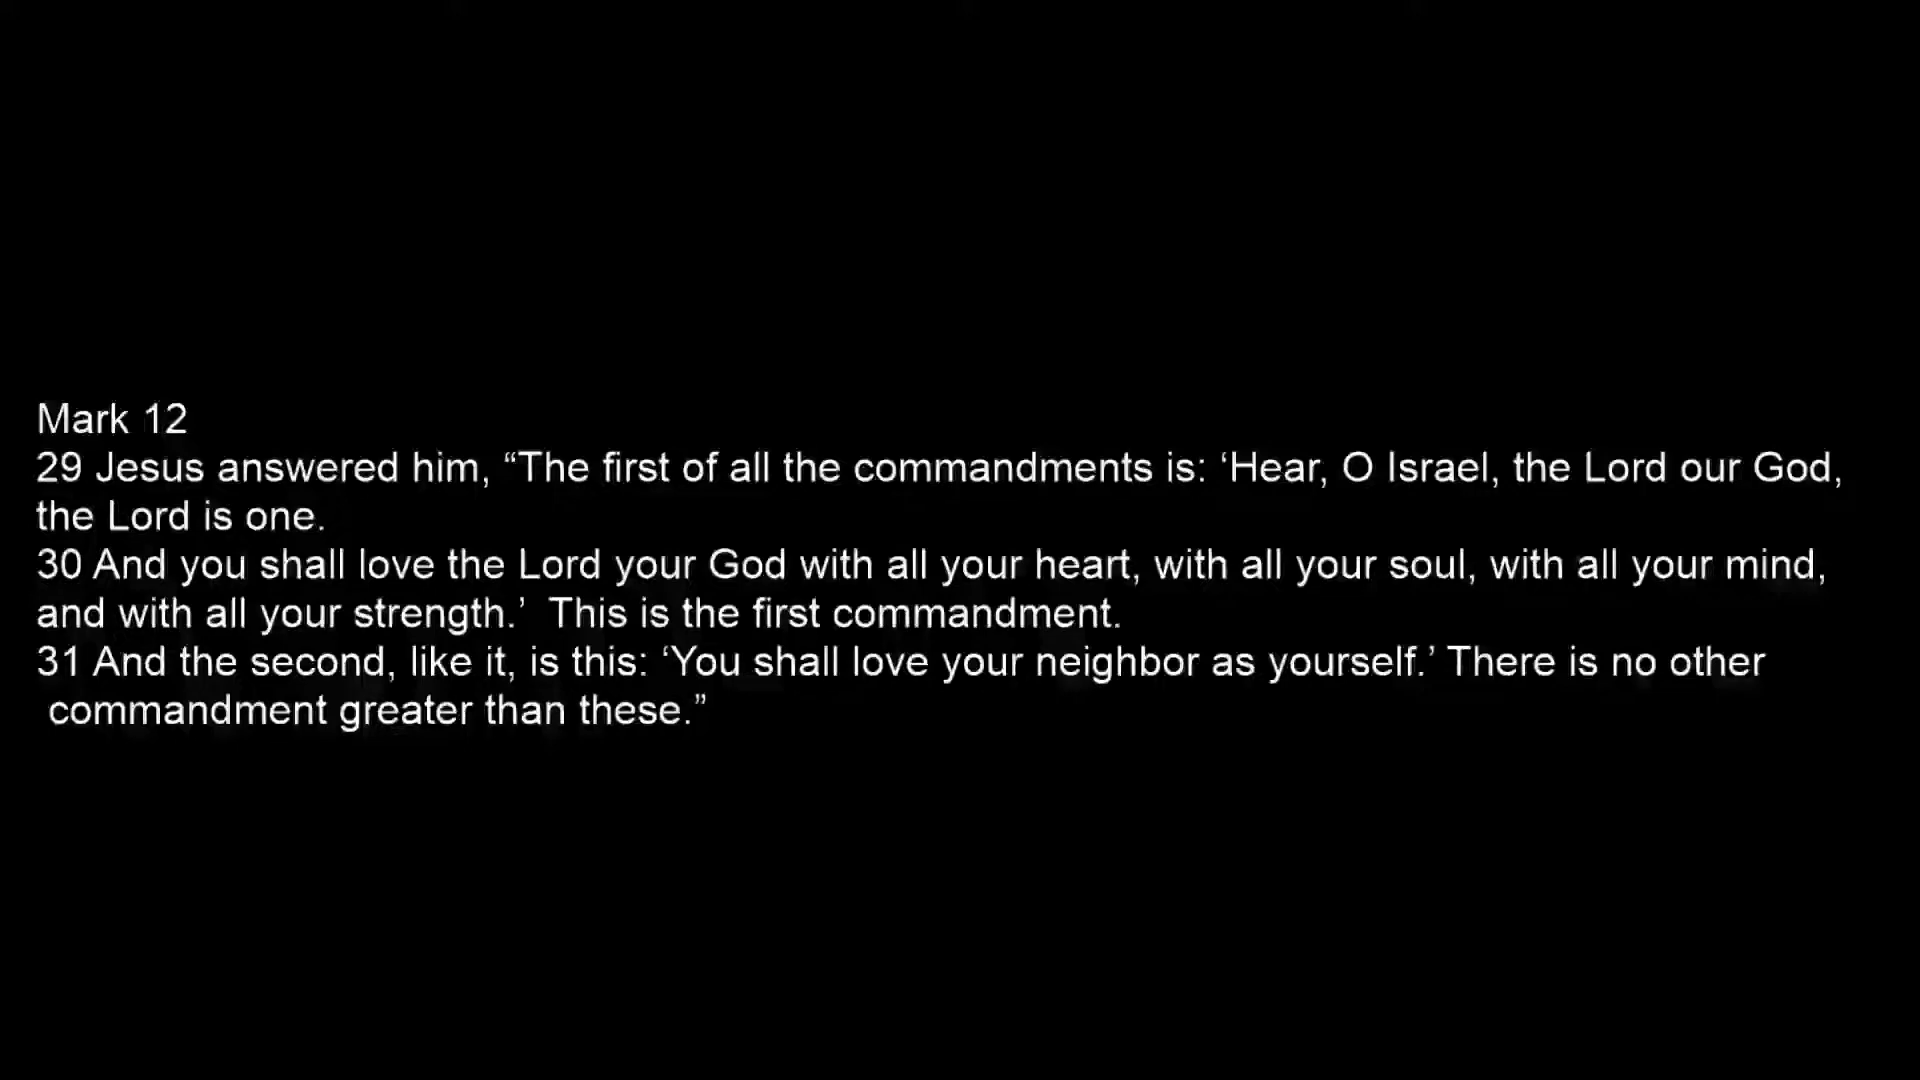 Mark 12
29 Jesus answered him, “The first of all the commandments is: ‘Hear, O Israel, the Lord our God,
the Lord is one.
30 And you shall love the Lord your God with all your heart, with all your soul, with all your mind,
and with all your strength.’  This is the first commandment.
31 And the second, like it, is this: ‘You shall love your neighbor as yourself.’ There is no other
commandment greater than these.”